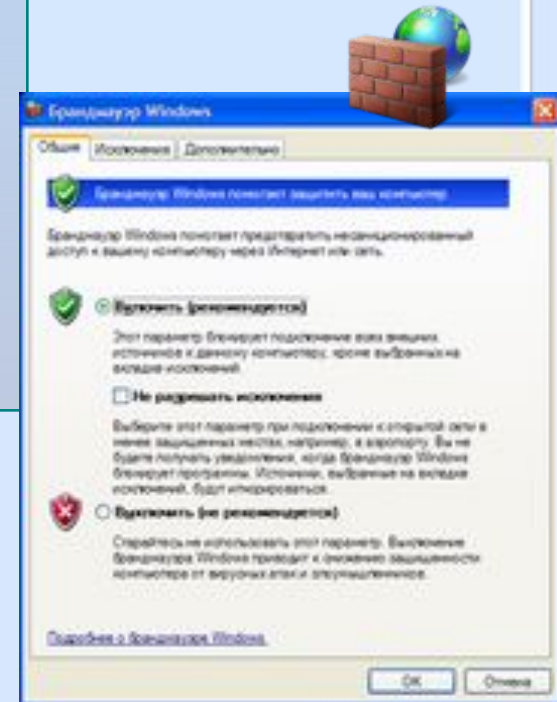 Брандмауэр Windows
Общие Исключения Дополнительно
Брандмауэр Windows помогает защитить ваш компьютер
Брандмауэр Windows помогает предотвратить несанкционированный
доступ к вашему компьютеру через Интернет или сеть.
Включить (рекомендуется)
Этот параметр блокирует подключение всех внешних
источников к данному компьютеру, кроме выбранных на
вкладке исключений.
Не разрешать исключения
Выберите этот параметр при подключении к открытой сети в
менее защищенных местах, например, в аэропорту. Вы не
будете получать уведомления, когда брандмауэр Windows
блокирует программы. Источники, выбранные на вкладке
исключений, будут игнорироваться.
Выключить (не рекомендуется)
Старайтесь не использовать этот параметр. Выключение
брандмауэра Windows приводит к снижению защищенности
компьютера от вирусных атак и злоумышленников.
Подробнее о брандмауэре Windows.
ОК Отмена